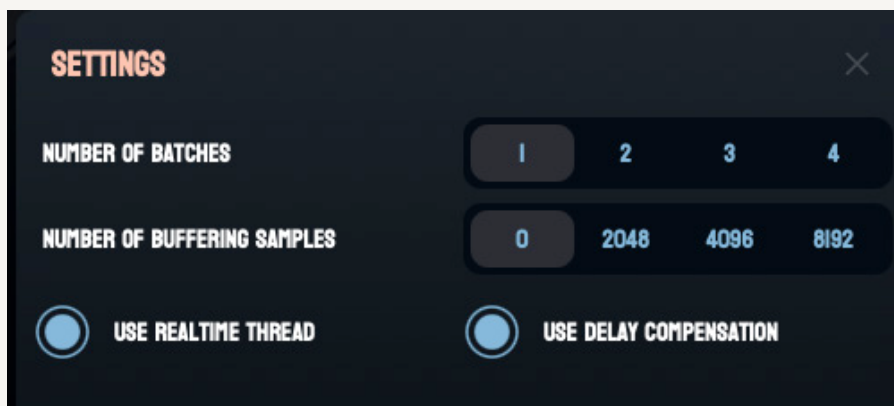 SETTINGS
NUMBER OF BATCHES 1 2 3 4
NUMBER OF BUFFERING SAMPLES 0 2048 4096 8192
USE REALTIME THREAD USE DELAY COMPENSATION